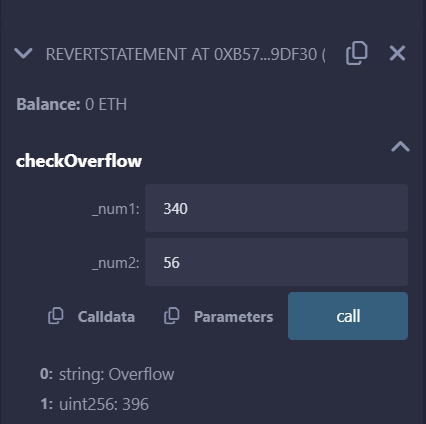 REVERTSTATEMENT AT 0XB57...9DF30 (
Balance: 0 ETH
checkOverflow
_num1: 340
_num2: 56
Calldata Parameters call
0: string: Overflow
1: uint256: 396